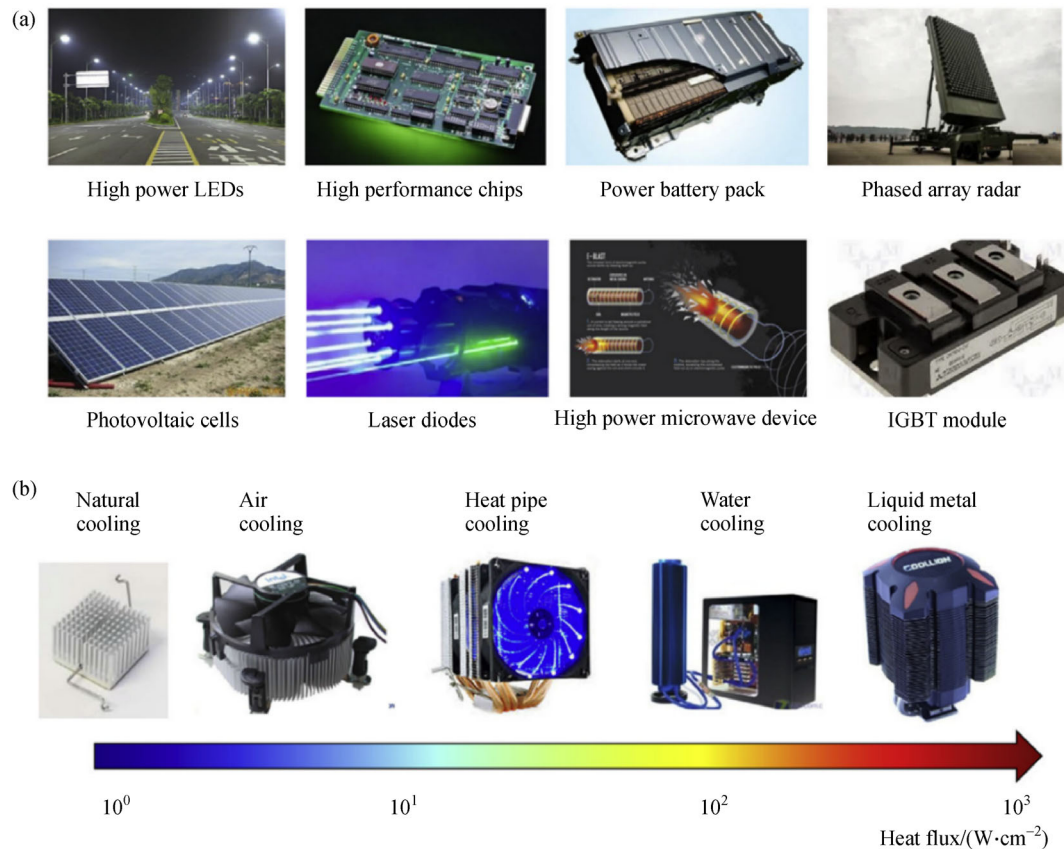 (a)
High power LEDs
High performance chips
Power battery pack
Phased array radar
E-BLAST
Photovoltaic cells
Laser diodes
High power microwave device
IGBT module
(b)
Natural
cooling
Air
cooling
Heat pipe
cooling
Water
cooling
Liquid metal
cooling
COOLLION
10⁰
10¹
10²
10³
Heat flux/(W·cm⁻²)